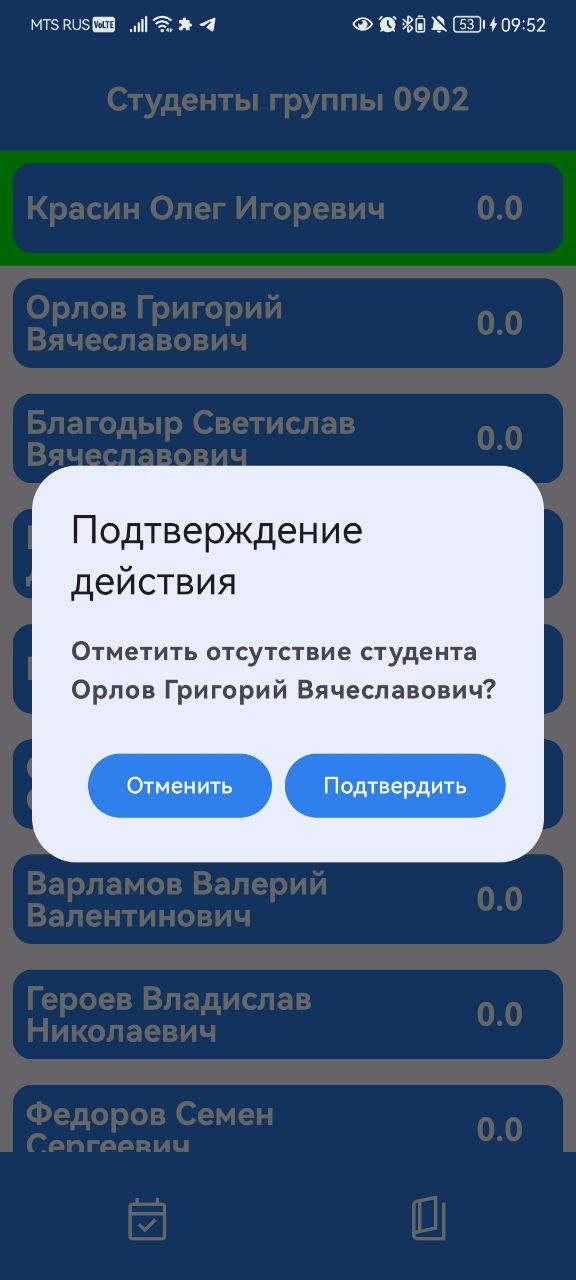 MTS RUS VoLTE 53 09:52
Студенты группы 0902
Красин Олег Игоревич 0.0
Орлов Григорий
Вячеславович 0.0
Благодыр Светислав
Вячеславович 0.0
Подтверждение
действия
Отметить отсутствие студента
Орлов Григорий Вячеславович?
Отменить Подтвердить
Варламов Валерий
Валентинович 0.0
Героев Владислав
Николаевич 0.0
Федоров Семен
Сергеевич 0.0